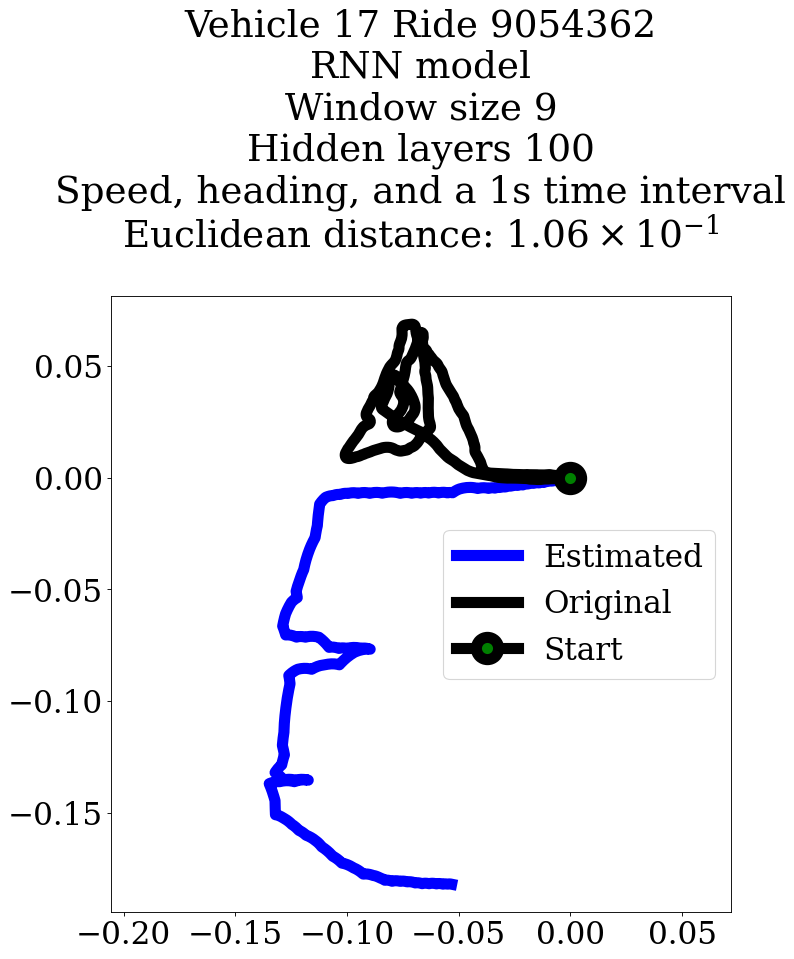 Vehicle 17 Ride 9054362
RNN model
Window size 9
Hidden layers 100
Speed, heading, and a 1s time interval
Euclidean distance: 1.06 × 10⁻¹
0.05
0.00
−0.05
−0.10
−0.15
Estimated
Original
Start
−0.20 −0.15 −0.10 −0.05 0.00 0.05